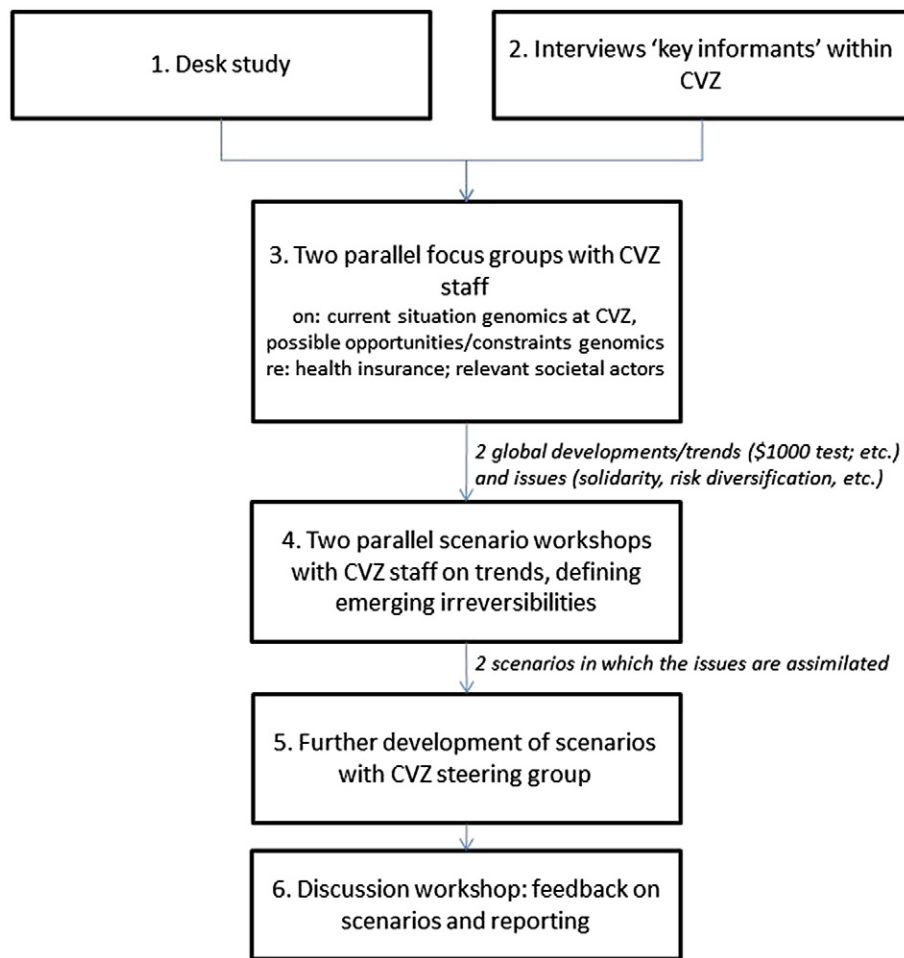 1. Desk study
2. Interviews ‘key informants’ within
CVZ
3. Two parallel focus groups with CVZ
staff
on: current situation genomics at CVZ,
possible opportunities/constraints genomics
re: health insurance; relevant societal actors
2 global developments/trends ($1000 test; etc.)
and issues (solidarity, risk diversification, etc.)
4. Two parallel scenario workshops
with CVZ staff on trends, defining
emerging irreversibilities
2 scenarios in which the issues are assimilated
5. Further development of scenarios
with CVZ steering group
6. Discussion workshop: feedback on
scenarios and reporting